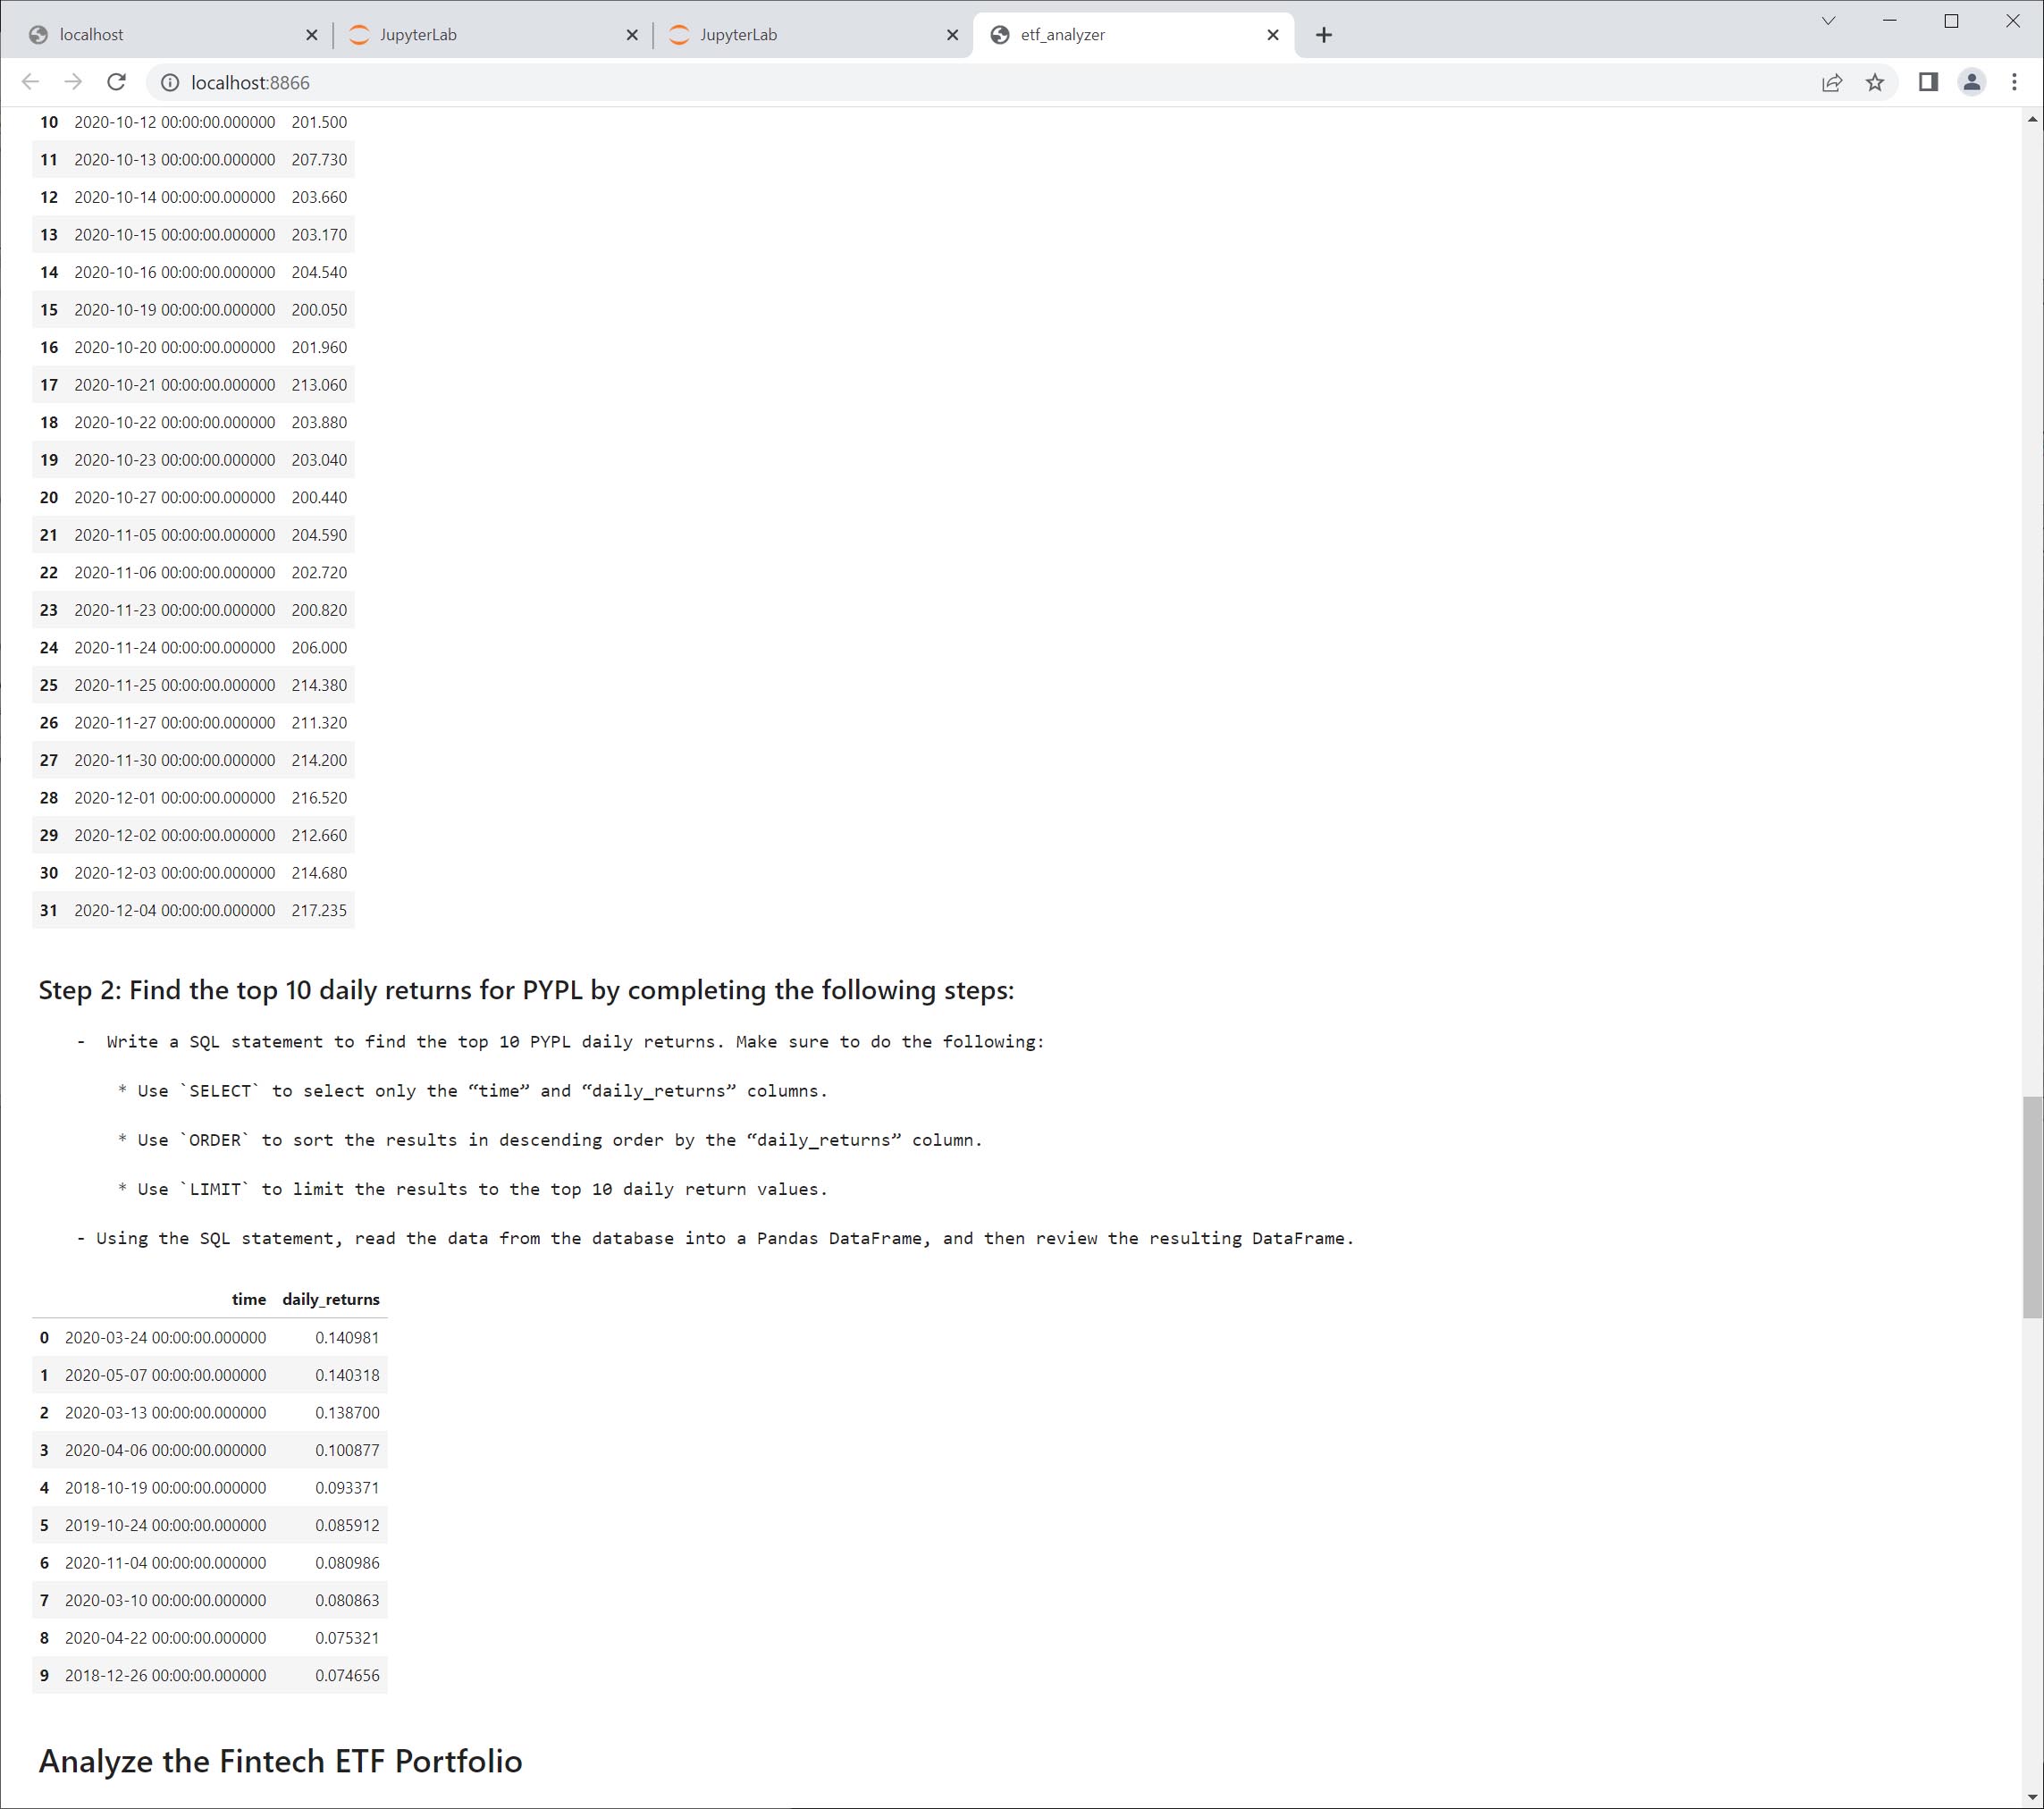 localhost
JupyterLab
JupyterLab
etf_analyzer
localhost:8866
10 2020-10-12 00:00:00.000000 201.500
11 2020-10-13 00:00:00.000000 207.730
12 2020-10-14 00:00:00.000000 203.660
13 2020-10-15 00:00:00.000000 203.170
14 2020-10-16 00:00:00.000000 204.540
15 2020-10-19 00:00:00.000000 200.050
16 2020-10-20 00:00:00.000000 201.960
17 2020-10-21 00:00:00.000000 213.060
18 2020-10-22 00:00:00.000000 203.880
19 2020-10-23 00:00:00.000000 203.040
20 2020-10-27 00:00:00.000000 200.440
21 2020-11-05 00:00:00.000000 204.590
22 2020-11-06 00:00:00.000000 202.720
23 2020-11-23 00:00:00.000000 200.820
24 2020-11-24 00:00:00.000000 206.000
25 2020-11-25 00:00:00.000000 214.380
26 2020-11-27 00:00:00.000000 211.320
27 2020-11-30 00:00:00.000000 214.200
28 2020-12-01 00:00:00.000000 216.520
29 2020-12-02 00:00:00.000000 212.660
30 2020-12-03 00:00:00.000000 214.680
31 2020-12-04 00:00:00.000000 217.235
Step 2: Find the top 10 daily returns for PYPL by completing the following steps:
- Write a SQL statement to find the top 10 PYPL daily returns. Make sure to do the following:
* Use `SELECT` to select only the “time” and “daily_returns” columns.
* Use `ORDER` to sort the results in descending order by the “daily_returns” column.
* Use `LIMIT` to limit the results to the top 10 daily return values.
- Using the SQL statement, read the data from the database into a Pandas DataFrame, and then review the resulting DataFrame.
time daily_returns
0 2020-03-24 00:00:00.000000 0.140981
1 2020-05-07 00:00:00.000000 0.140318
2 2020-03-13 00:00:00.000000 0.138700
3 2020-04-06 00:00:00.000000 0.100877
4 2018-10-19 00:00:00.000000 0.093371
5 2019-10-24 00:00:00.000000 0.085912
6 2020-11-04 00:00:00.000000 0.080986
7 2020-03-10 00:00:00.000000 0.080863
8 2020-04-22 00:00:00.000000 0.075321
9 2018-12-26 00:00:00.000000 0.074656
Analyze the Fintech ETF Portfolio